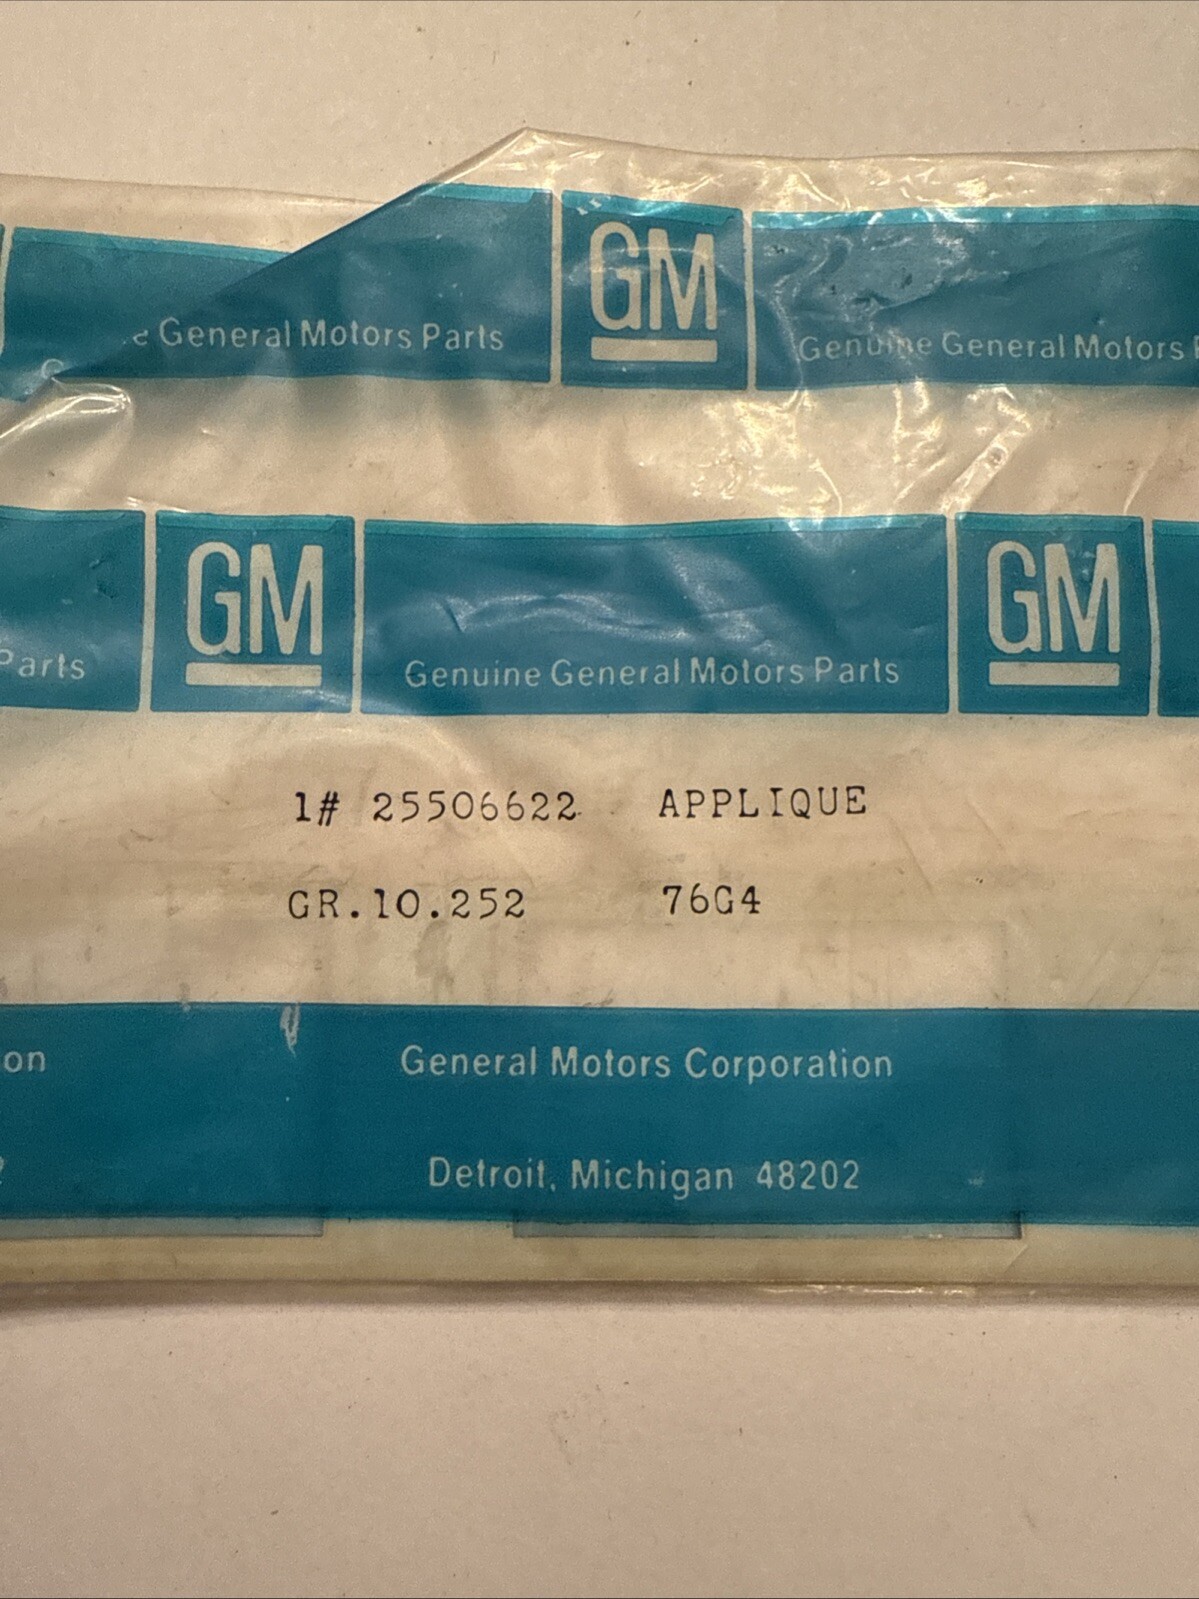 General Motors Parts
GM
Genuine General Motors
Parts
GM
Genuine General Motors Parts
GM
1# 25506622 APPLIQUE
GR.10.252 76G4
on
General Motors Corporation
Detroit, Michigan 48202